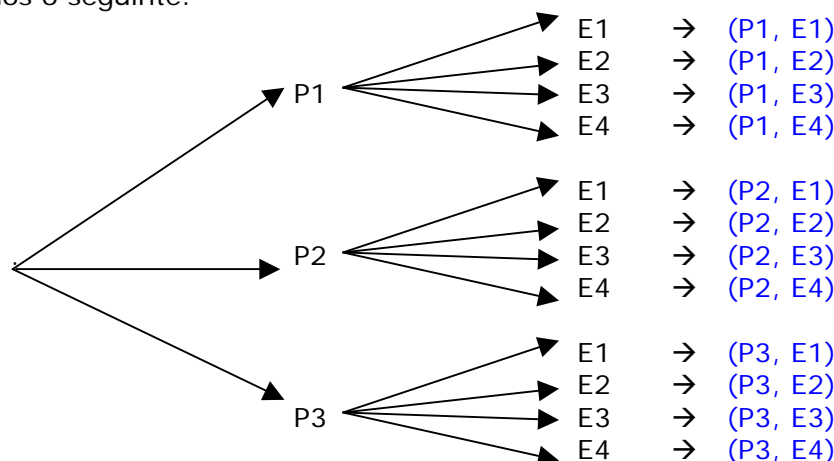 o seguinte:
E1 → (P1, E1)
E2 → (P1, E2)
P1 E3 → (P1, E3)
E4 → (P1, E4)
E1 → (P2, E1)
E2 → (P2, E2)
P2 E3 → (P2, E3)
E4 → (P2, E4)
E1 → (P3, E1)
E2 → (P3, E2)
P3 E3 → (P3, E3)
E4 → (P3, E4)